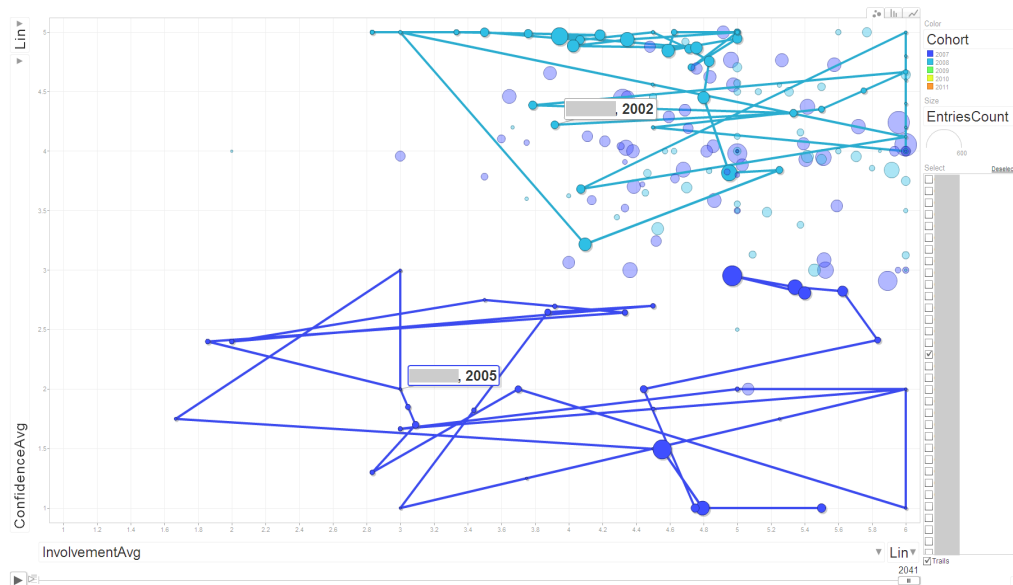 Lin
5
4.5
4
3.5
3
2.5
2
1.5
1
ConfidenceAvg
, 2002
, 2005
1 1.2 1.4 1.6 1.8 2 2.2 2.4 2.6 2.8 3 3.2 3.4 3.6 3.8 4 4.2 4.4 4.6 4.8 5 5.2 5.4 5.6 5.8 6
InvolvementAvg
Lin
2041
Color
Cohort
2007
2008
2009
2010
2011
Size
EntriesCount
600
Select
Trails